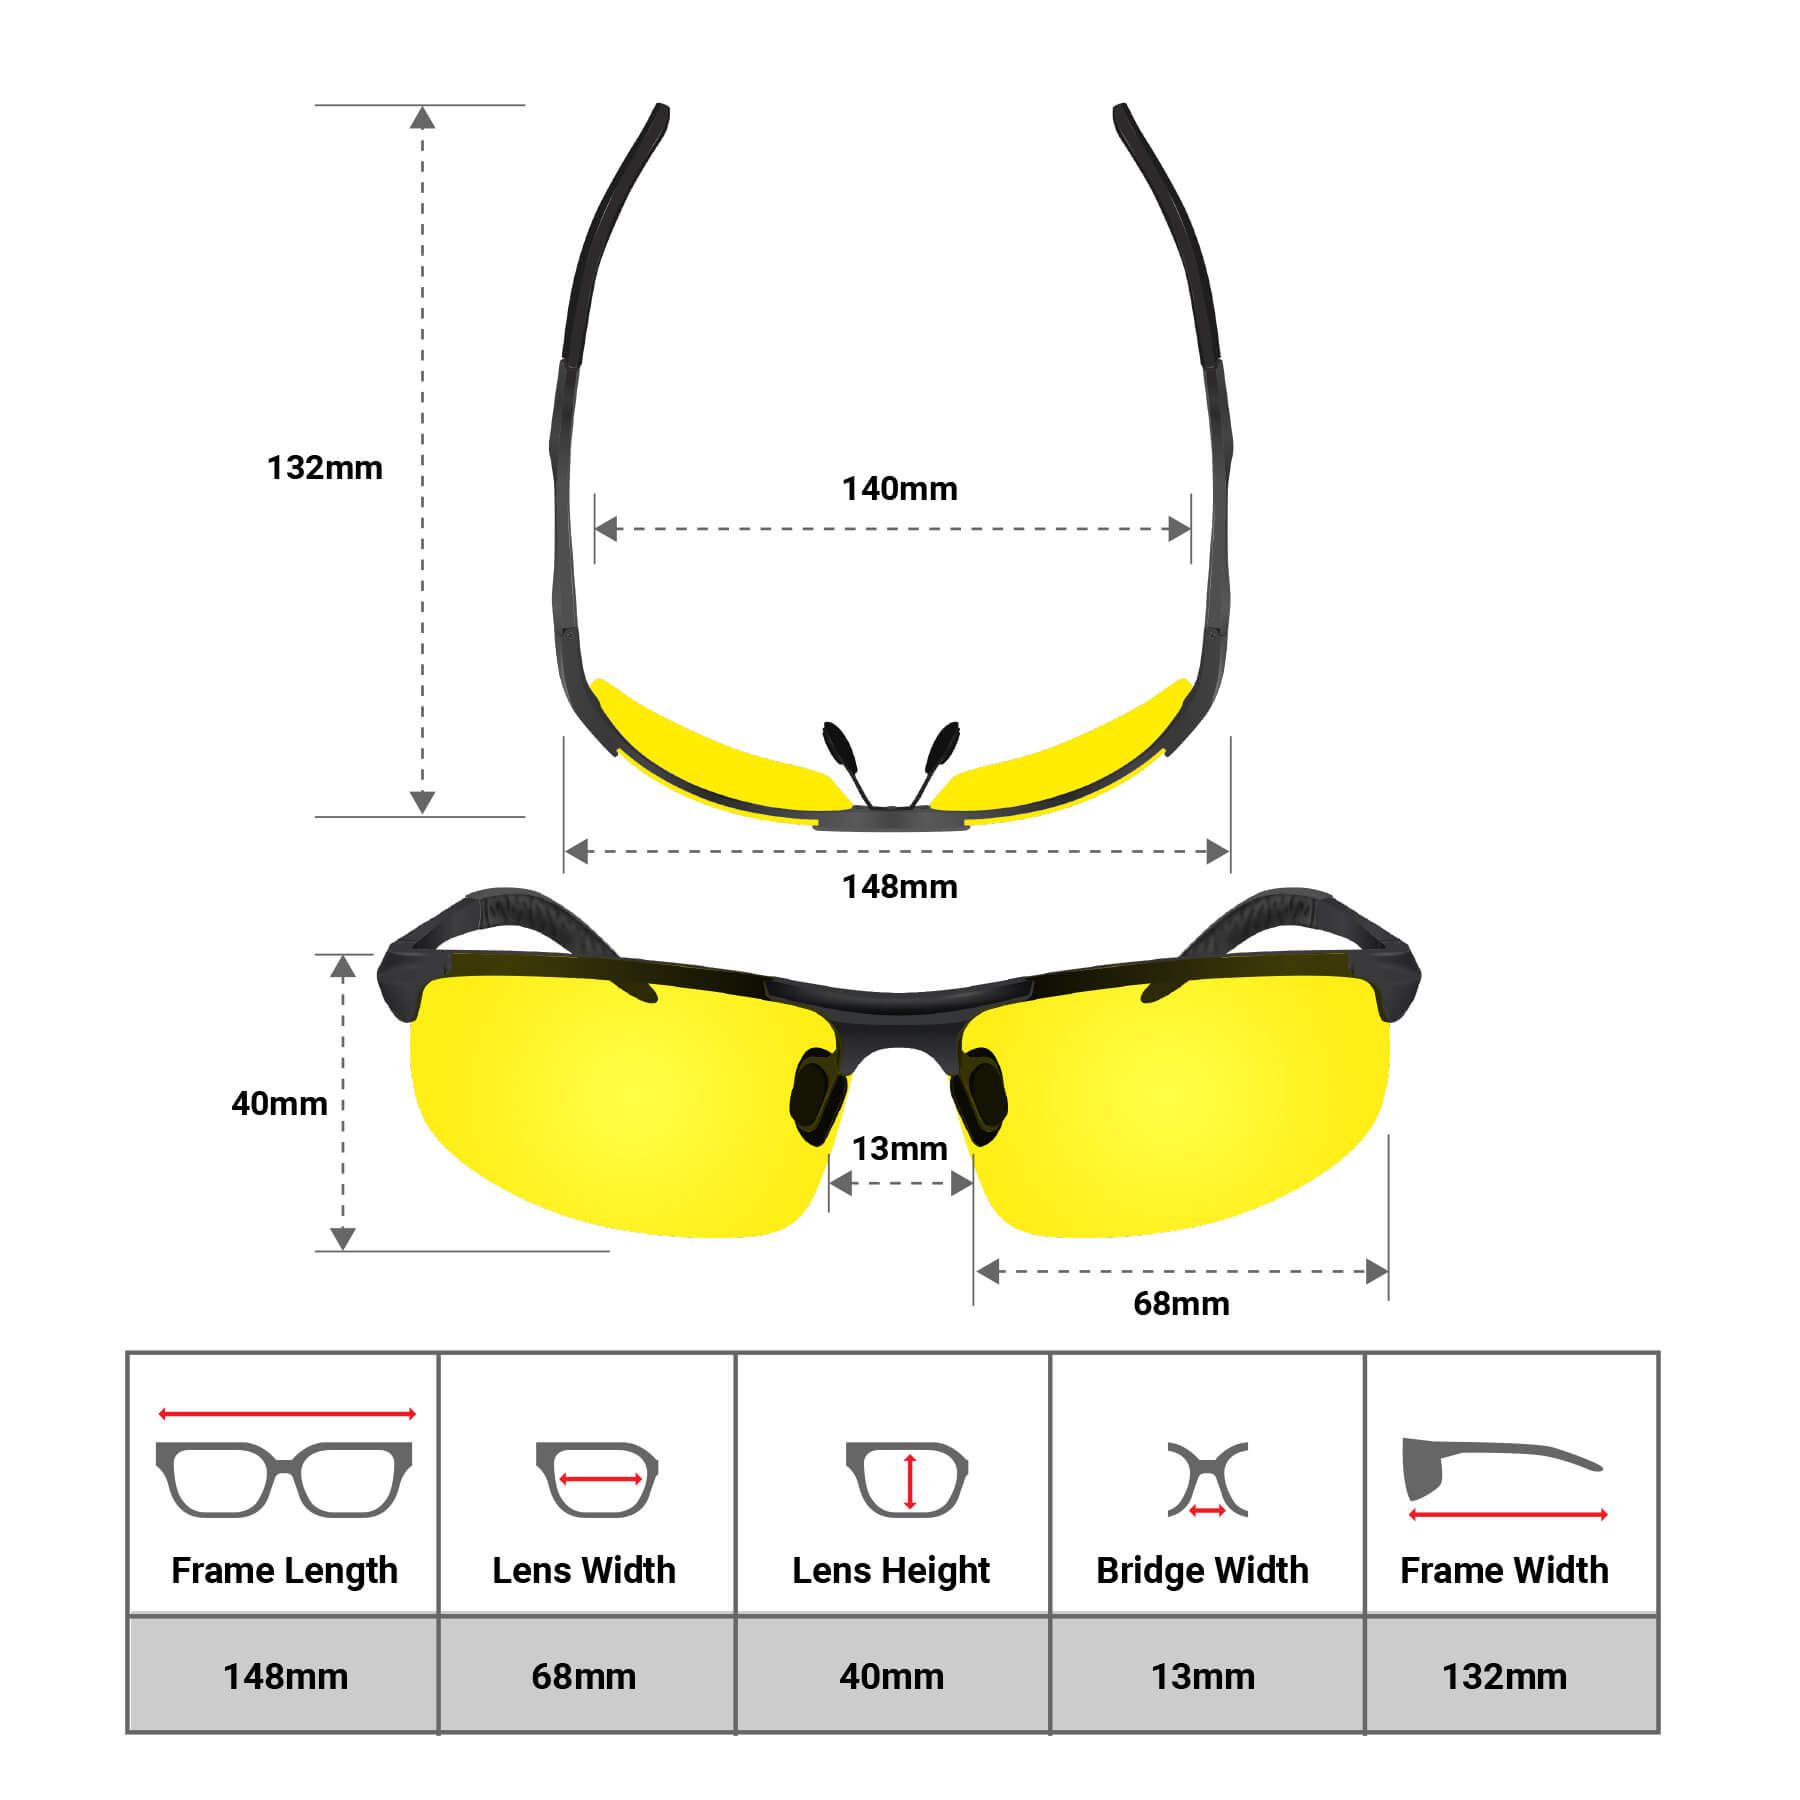 132mm
140mm
148mm
40mm
13mm
68mm
Frame Length
Lens Width
Lens Height
Bridge Width
Frame Width
148mm
68mm
40mm
13mm
132mm